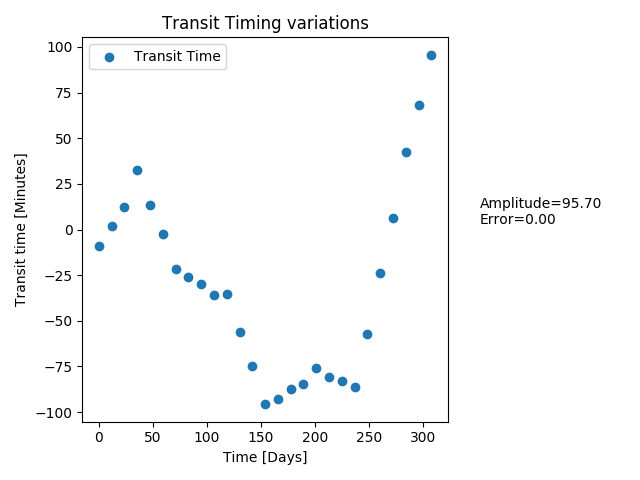 Transit Timing variations
Transit Time
Transit time [Minutes]
100
75
50
25
0
−25
−50
−75
−100
0 50 100 150 200 250 300
Time [Days]
Amplitude=95.70
Error=0.00